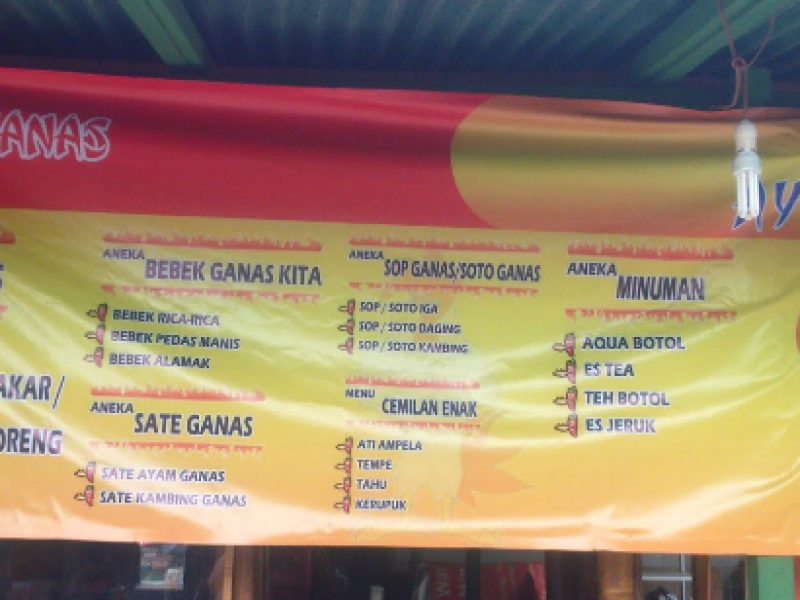 GANAS
AY
ANEKA
BEBEK GANAS KITA
BEBEK RICA-RICA
BEBEK PEDAS MANIS
BEBEK ALAMAK
ANEKA
SATE GANAS
SATE AYAM GANAS
SATE KAMBING GANAS
ANEKA
SOP GANAS/SOTO GANAS
SOP / SOTO IGA
SOP / SOTO DAGING
SOP / SOTO KAMBING
MENU
CEMILAN ENAK
ATI AMPELA
TEMPE
TAHU
KERUPUK
ANEKA
MINUMAN
AQUA BOTOL
ES TEA
TEH BOTOL
ES JERUK
AKAR /
ORENG